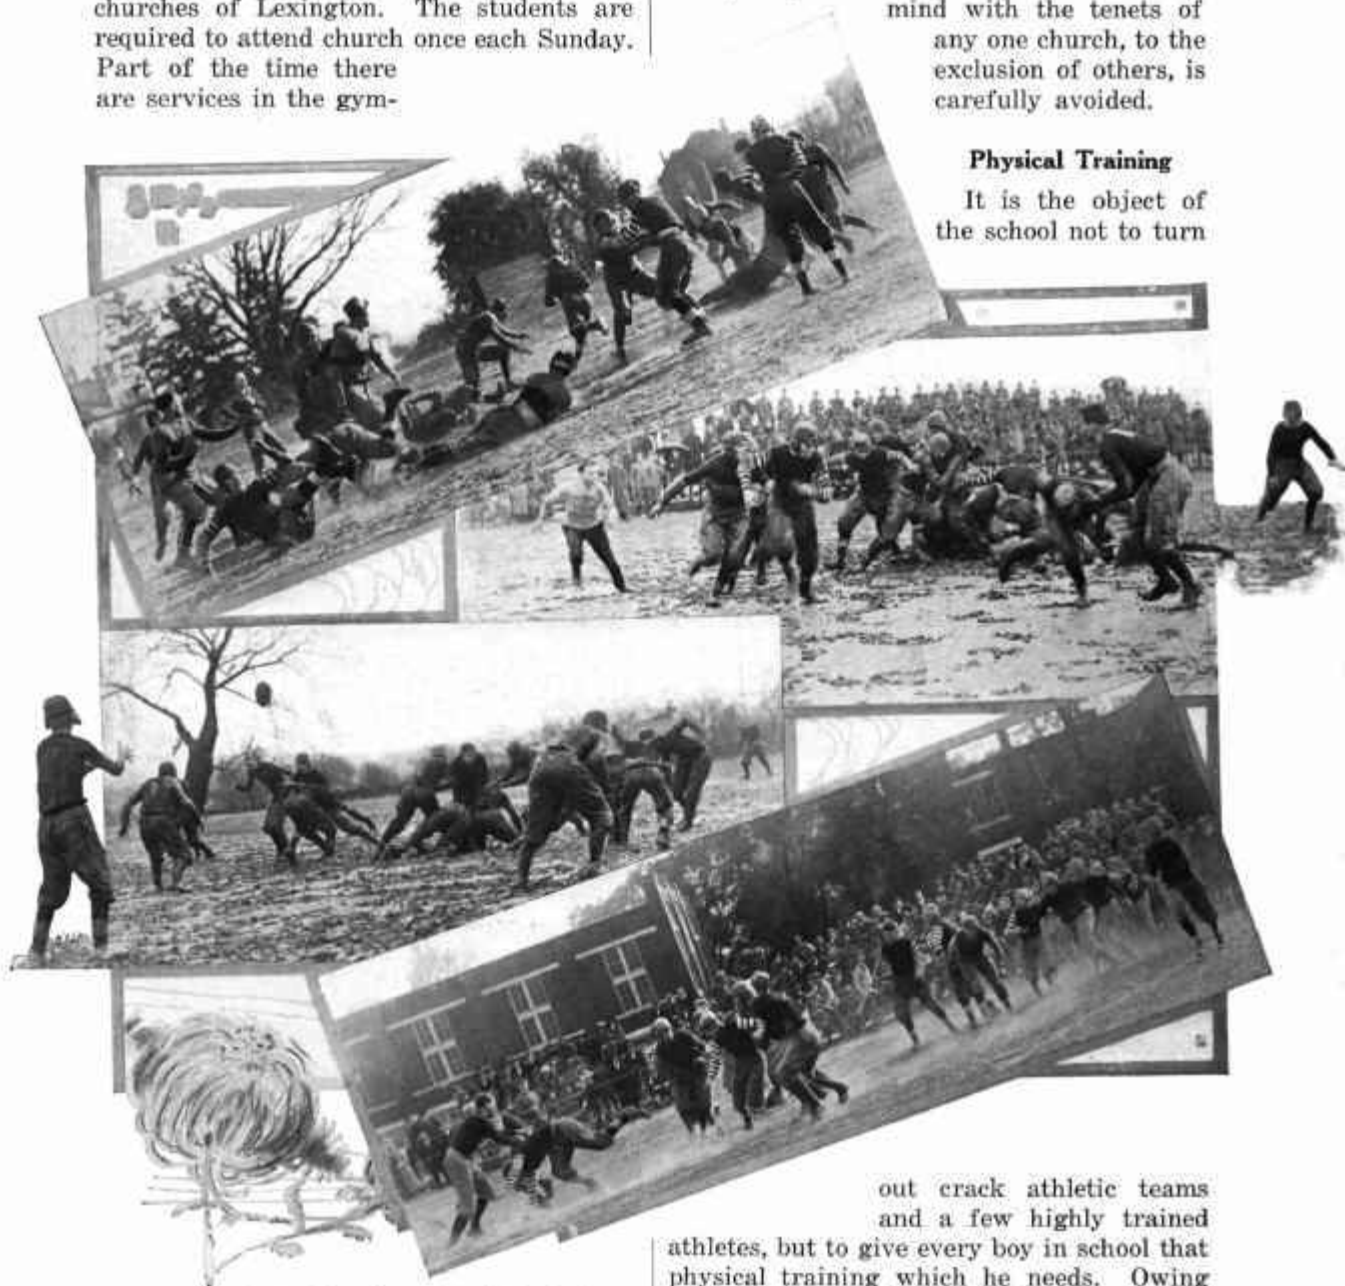 churches of Lexington. The students are
required to attend church once each Sunday.
Part of the time there
are services in the gym-
mind with the tenets of
any one church, to the
exclusion of others, is
carefully avoided.
Physical Training
It is the object of
the school not to turn
out crack athletic teams
and a few highly trained
athletes, but to give every boy in school that
physical training which he needs. Owing